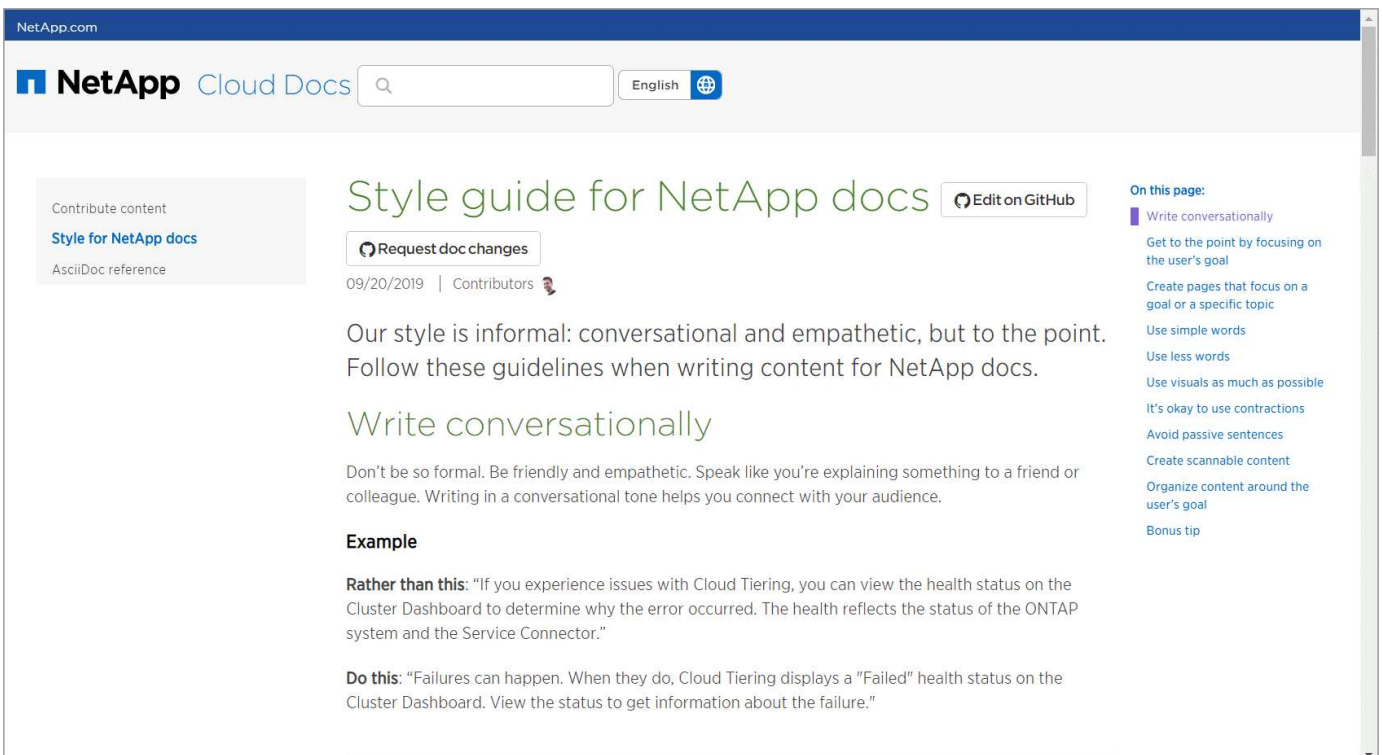 NetApp.com
NetApp Cloud Docs
English
Contribute content
Style for NetApp docs
AsciiDoc reference
Style guide for NetApp docs
Edit on GitHub
Request doc changes
09/20/2019 | Contributors
Our style is informal: conversational and empathetic, but to the point.
Follow these guidelines when writing content for NetApp docs.
Write conversationally
Don't be so formal. Be friendly and empathetic. Speak like you're explaining something to a friend or
colleague. Writing in a conversational tone helps you connect with your audience.
Example
Rather than this: “If you experience issues with Cloud Tiering, you can view the health status on the
Cluster Dashboard to determine why the error occurred. The health reflects the status of the ONTAP
system and the Service Connector.”
Do this: “Failures can happen. When they do, Cloud Tiering displays a "Failed" health status on the
Cluster Dashboard. View the status to get information about the failure."
On this page:
Write conversationally
Get to the point by focusing on
the user's goal
Create pages that focus on a
goal or a specific topic
Use simple words
Use less words
Use visuals as much as possible
It's okay to use contractions
Avoid passive sentences
Create scannable content
Organize content around the
user's goal
Bonus tip